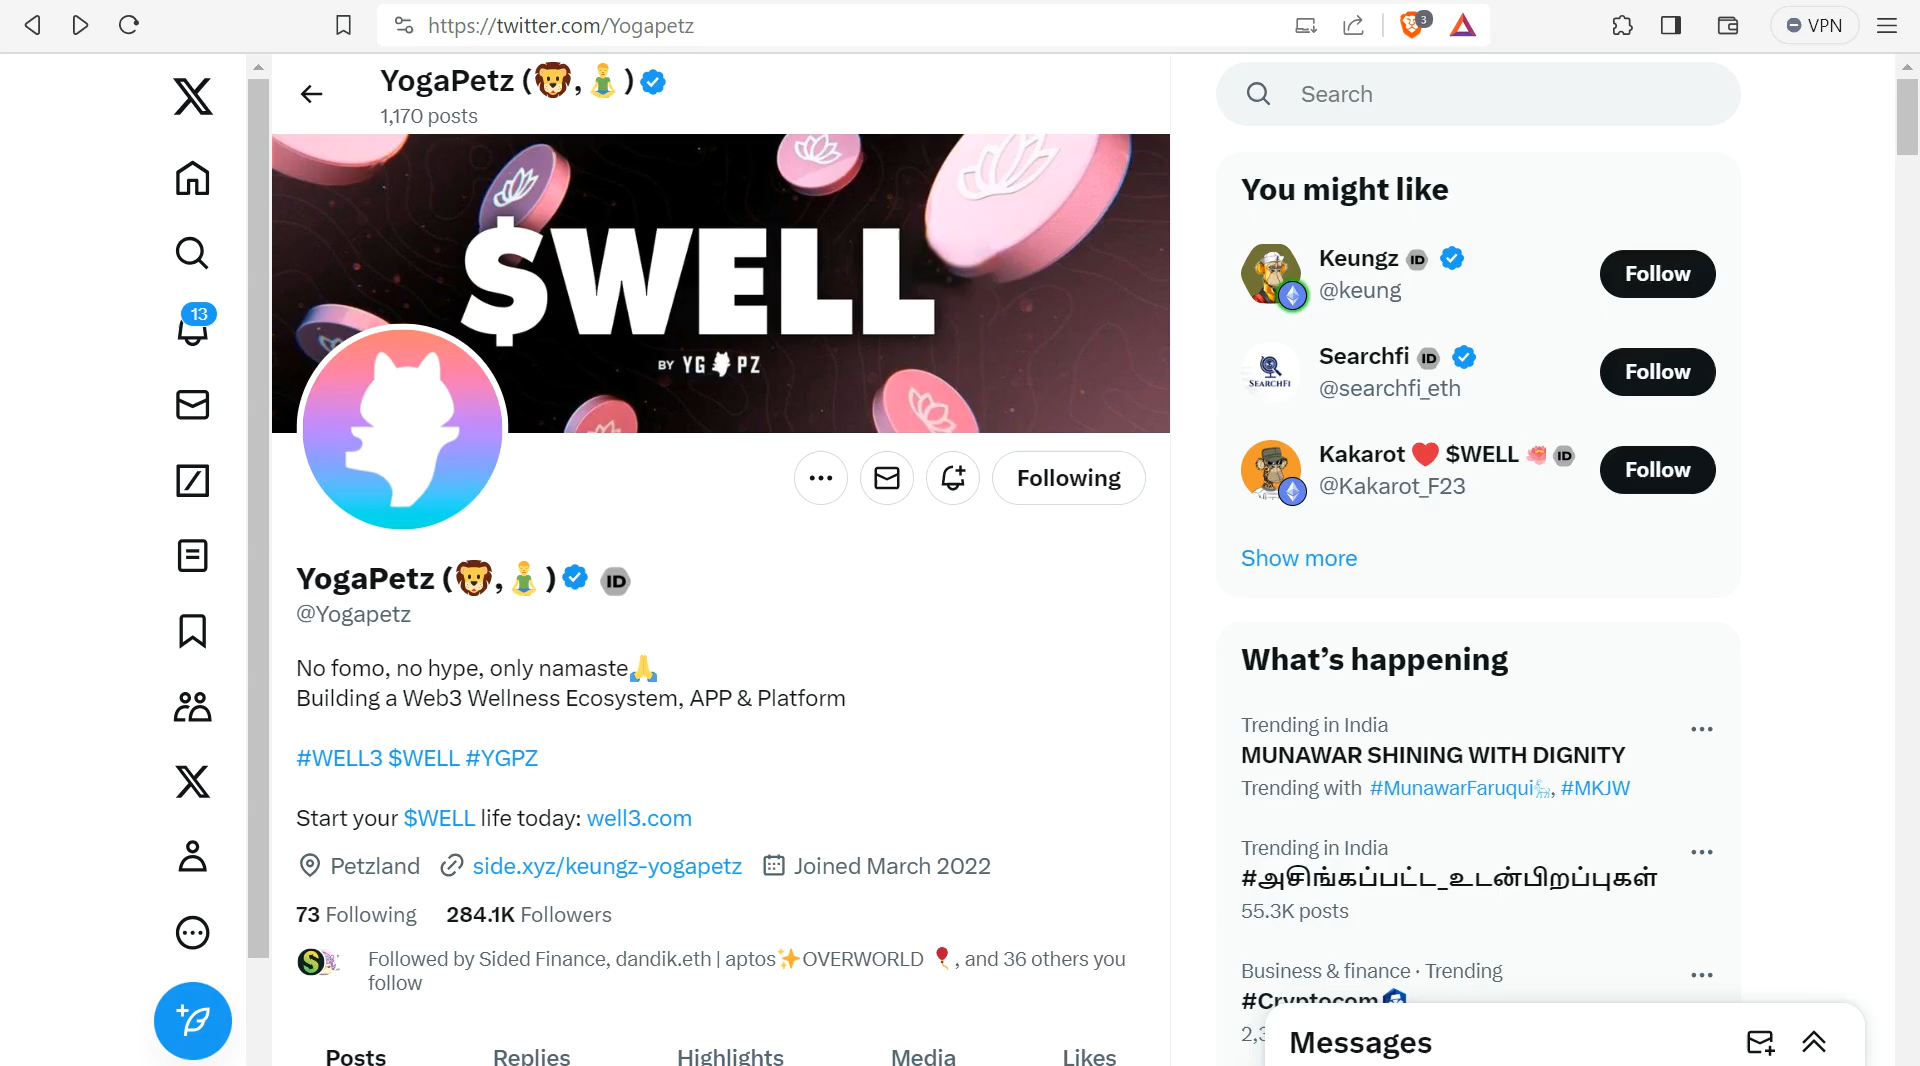 https://twitter.com/Yogapetz
3
VPN
YogaPetz (🦁,🧘)
1,170 posts
$WELL
BY YG PZ
13
Following
YogaPetz (🦁,🧘) ID
@Yogapetz
No fomo, no hype, only namaste🙏
Building a Web3 Wellness Ecosystem, APP & Platform
#WELL3 $WELL #YGPZ
Start your $WELL life today: well3.com
Petzland side.xyz/keungz-yogapetz Joined March 2022
73 Following 284.1K Followers
Followed by Sided Finance, dandik.eth | aptos✨OVERWORLD 🎈, and 36 others you
follow
Posts Replies Highlights Media Likes
Search
You might like
Keungz ID
@keung
Follow
SEARCHFI
Searchfi ID
@searchfi_eth
Follow
Kakarot ❤️ $WELL 🪷 ID
@Kakarot_F23
Follow
Show more
What's happening
Trending in India
MUNAWAR SHINING WITH DIGNITY
Trending with #MunawarFaruqui, #MKJW
Trending in India
#அசிங்கப்பட்ட_உடன்பிறப்புகள்
55.3K posts
Business & finance · Trending
#Cryptocom
Messages